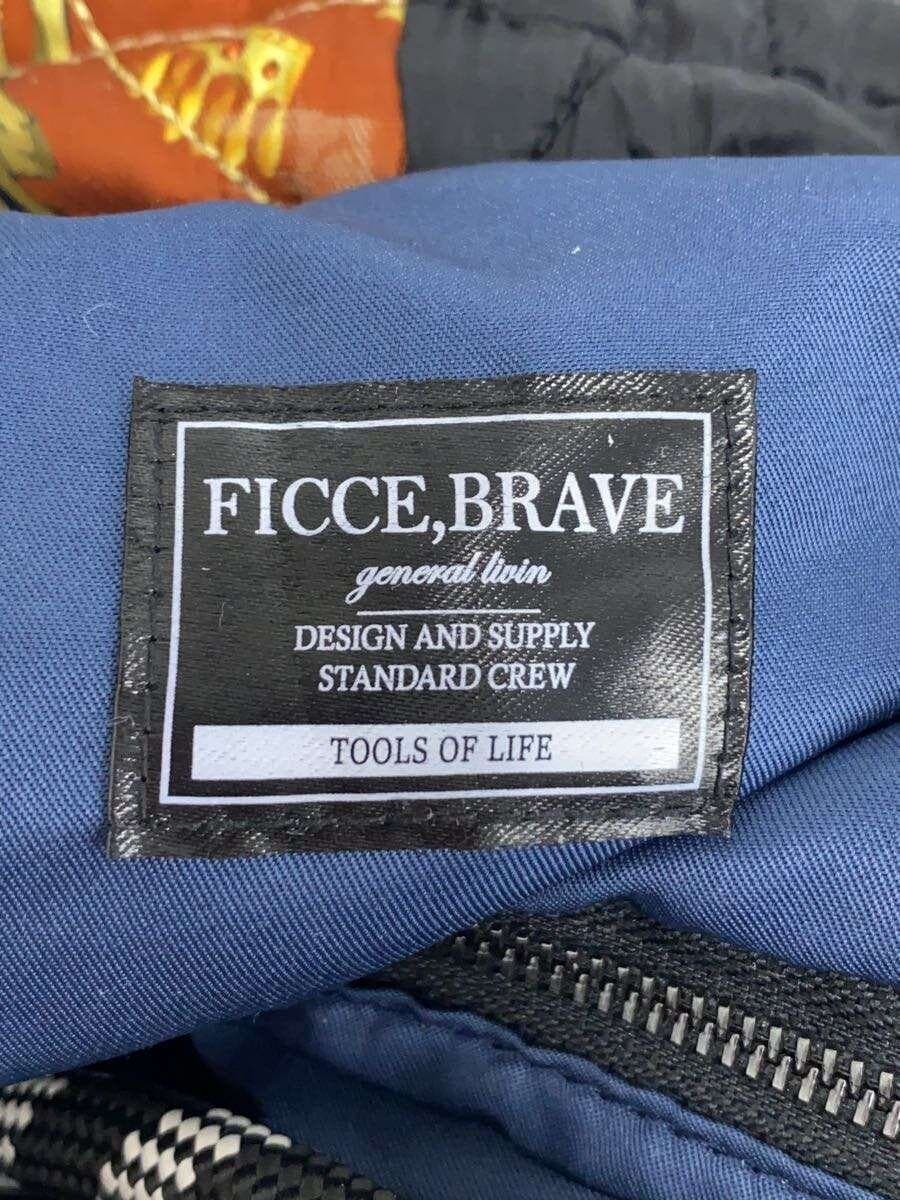 FICCE,BRAVE
general livin
DESIGN AND SUPPLY
STANDARD CREW
TOOLS OF LIFE